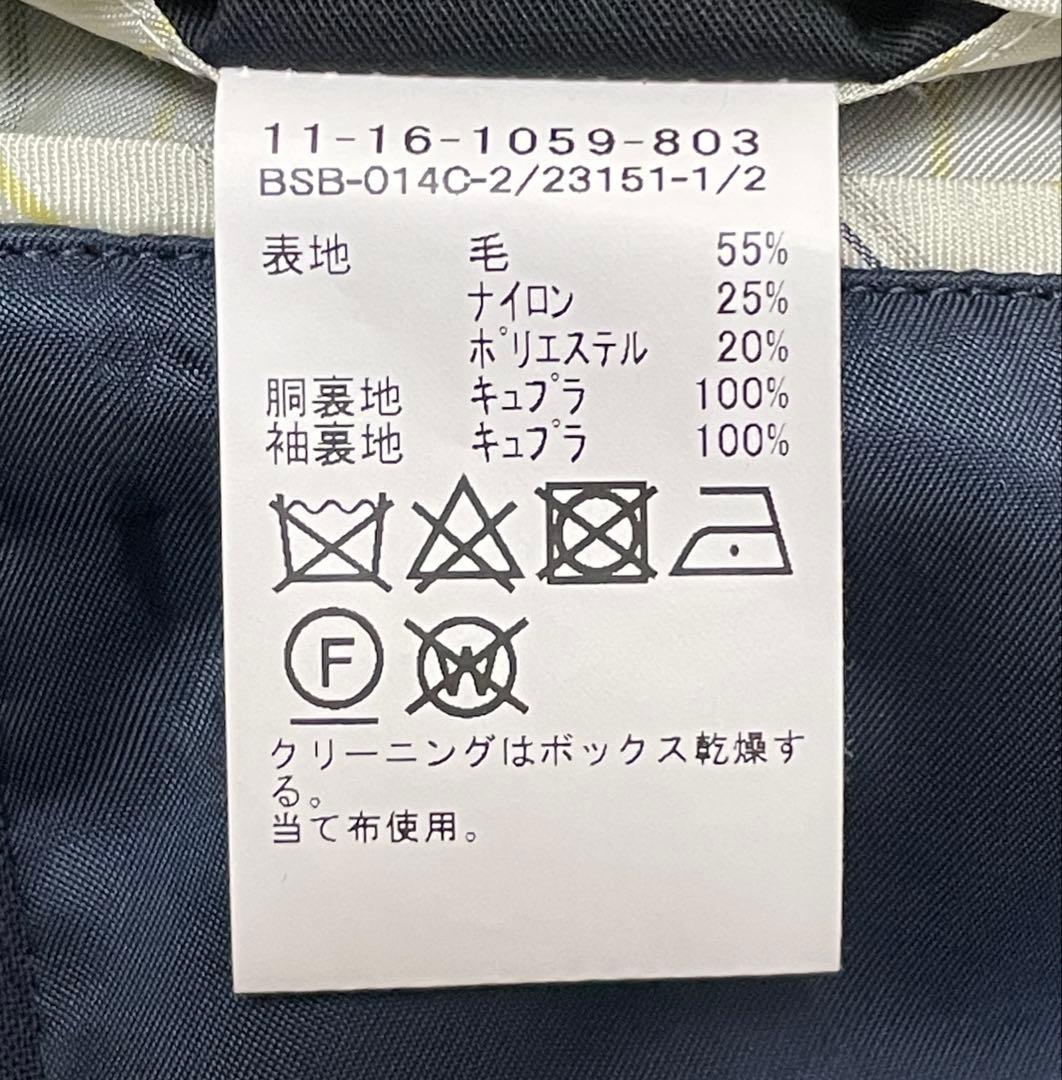 11-16-1059-803
BSB-014C-2/23151-1/2
表地 毛 55%
ナイロン 25%
ポリエステル 20%
胴裏地 キュプラ 100%
袖裏地 キュプラ 100%
F W
クリーニングはボックス乾燥す
る。
当て布使用。